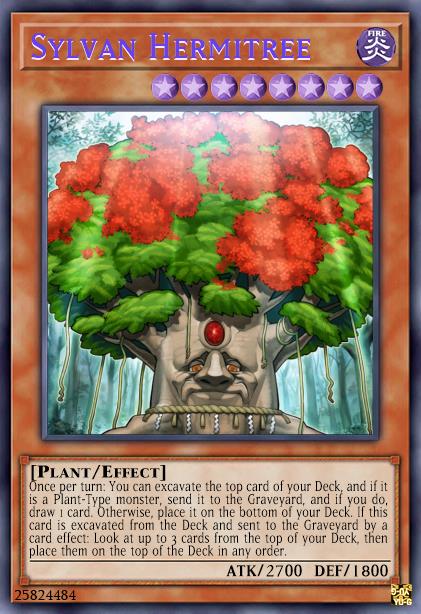 SYLVAN HERMITREE
FIRE
炎
[PLANT/EFFECT]
Once per turn: You can excavate the top card of your Deck, and if it
is a Plant-Type monster, send it to the Graveyard, and if you do,
draw 1 card. Otherwise, place it on the bottom of your Deck. If this
card is excavated from the Deck and sent to the Graveyard by a
card effect: Look at up to 3 cards from the top of your Deck, then
place them on the top of the Deck in any order.
ATK/2700 DEF/1800
25824484